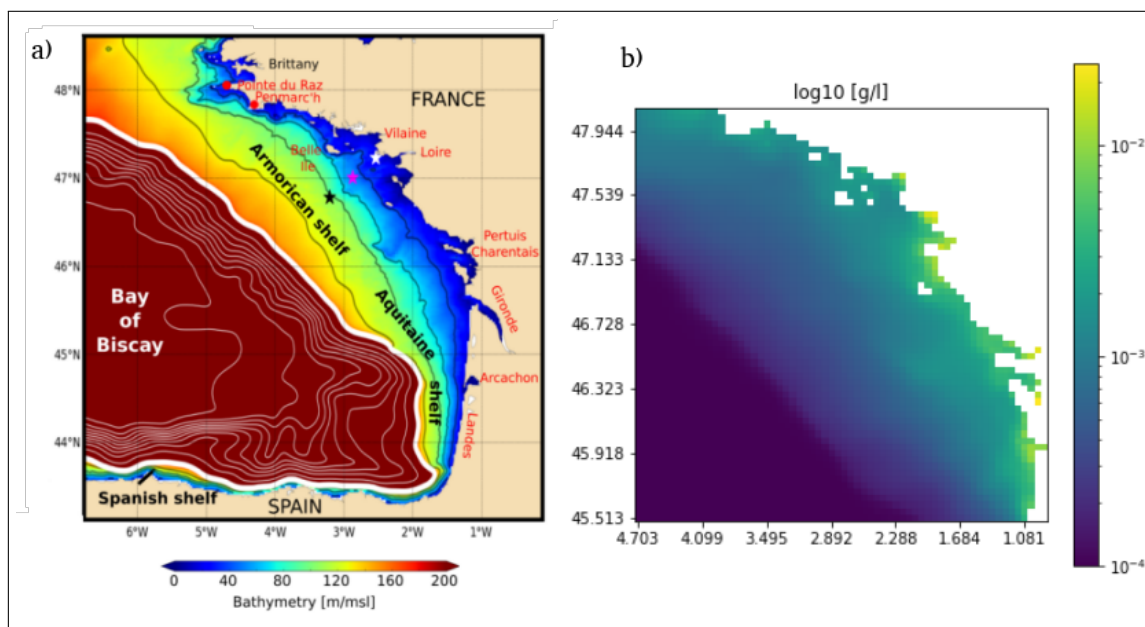 a)
48°N
47°N
46°N
45°N
44°N
Brittany
Pointe du Raz
Penmarc'h
FRANCE
Vilaine
Belle
Ile
Loire
Armorican shelf
Pertuis
Charentais
Bay
of
Biscay
Aquitaine
shelf
Gironde
Arcachon
Landes
Spanish shelf
SPAIN
6°W 5°W 4°W 3°W 2°W 1°W
0 40 80 120 160 200
Bathymetry [m/msl]
b)
log10 [g/l]
47.944
47.539
47.133
46.728
46.323
45.918
45.513
4.703 4.099 3.495 2.892 2.288 1.684 1.081
10⁻²
10⁻³
10⁻⁴